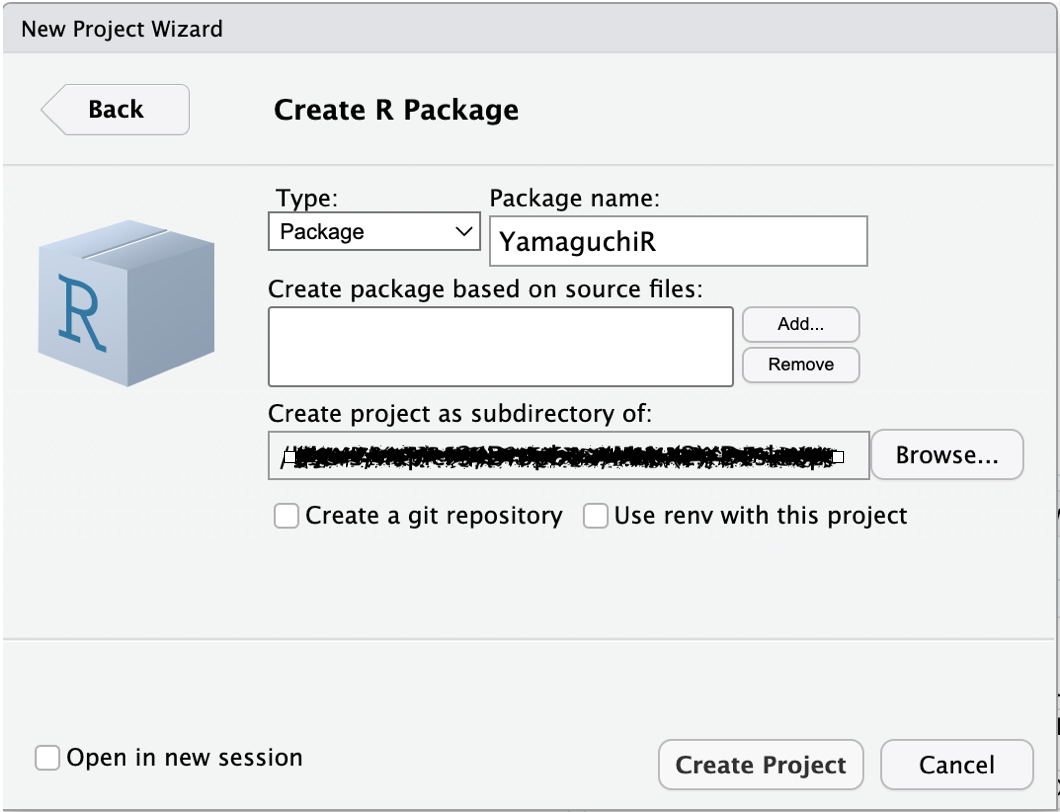 New Project Wizard
Back
Create R Package
Type: Package name:
Package YamaguchiR
R
Create package based on source files:
Add...
Remove
Create project as subdirectory of:
Browse...
Create a git repository Use renv with this project
Open in new session Create Project Cancel